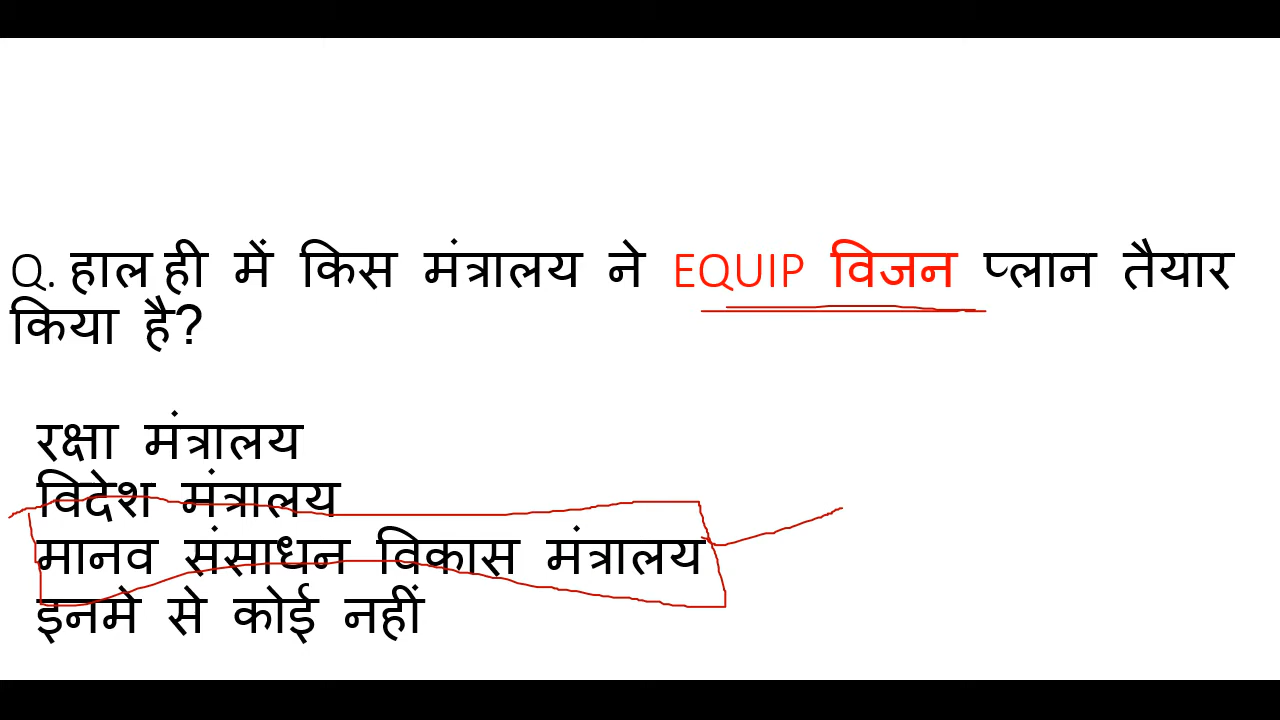 Q. हाल ही में किस मंत्रालय ने EQUIP विजन प्लान तैयार
किया है?
रक्षा मंत्रालय
विदेश मंत्रालय
मानव संसाधन विकास मंत्रालय
इनमे से कोई नहीं